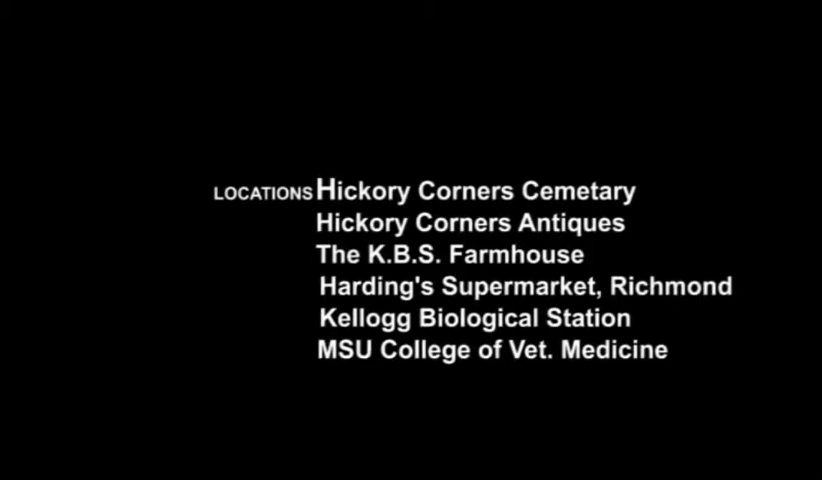 LOCATIONS Hickory Corners Cemetary
Hickory Corners Antiques
The K.B.S. Farmhouse
Harding's Supermarket, Richmond
Kellogg Biological Station
MSU College of Vet. Medicine